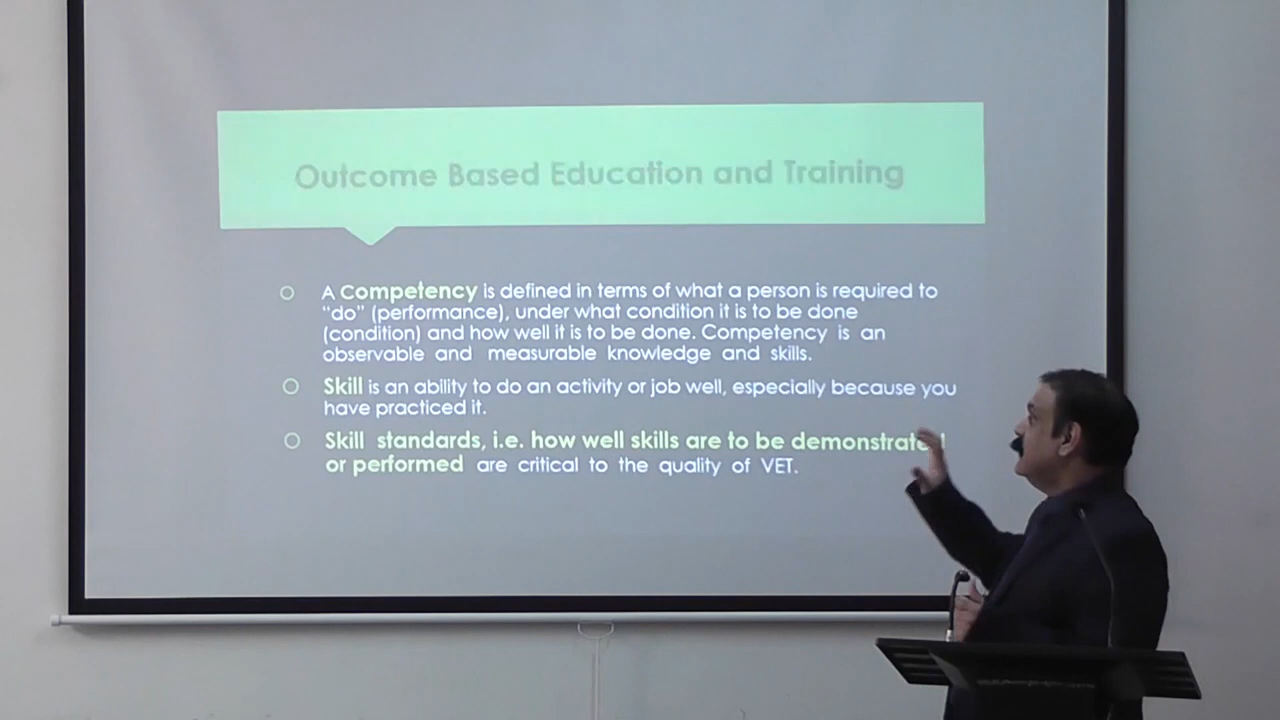 Outcome Based Education and Training
A Competency is defined in terms of what a person is required to
"do" (performance), under what condition it is to be done
(condition) and how well it is to be done. Competency is an
observable and measurable knowledge and skills.
Skill is an ability to do an activity or job well, especially because you
have practiced it.
Skill standards, i.e. how well skills are to be demonstrated
or performed are critical to the quality of VET.